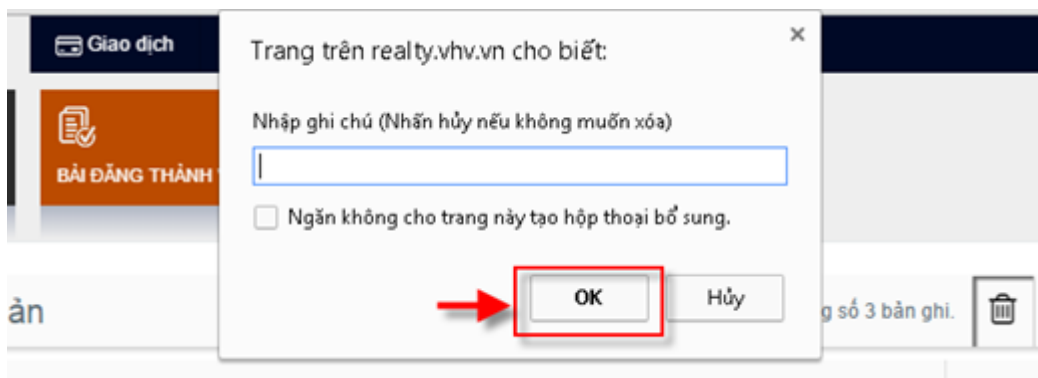 Giao dịch
Trang trên realty.vhv.vn cho biết:
Nhập ghi chú (Nhấn hủy nếu không muốn xóa)
BÀI ĐĂNG THÀNH
Ngăn không cho trang này tạo hộp thoại bổ sung.
OK
Hủy
ản
g số 3 bản ghi.